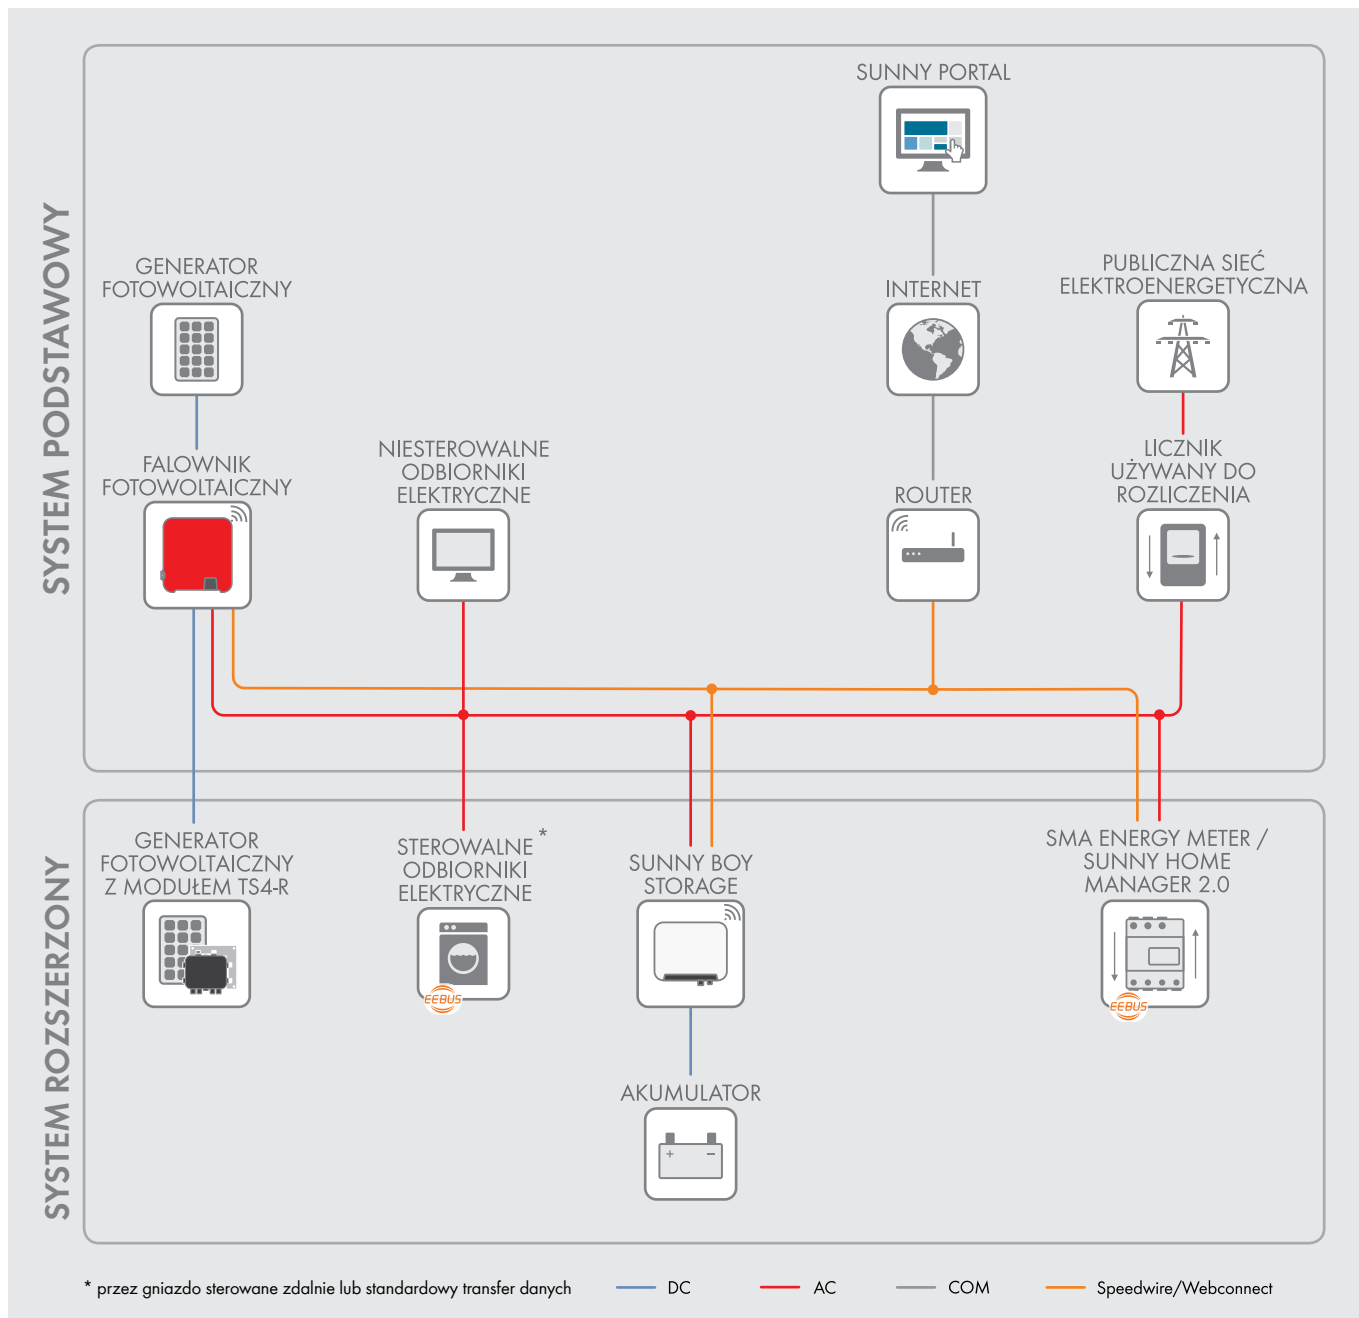 SYSTEM PODSTAWOWY
SUNNY PORTAL
GENERATOR
FOTOWOLTAICZNY
INTERNET
PUBLICZNA SIEĆ
ELEKTROENERGETYCZNA
FALOWNIK
FOTOWOLTAICZNY
NIESTEROWALNE
ODBIORNIKI
ELEKTRYCZNE
ROUTER
LICZNIK
UŻYWANY DO
ROZLICZENIA
SYSTEM ROZSZERZONY
GENERATOR
FOTOWOLTAICZNY
Z MODUŁEM TS4-R
STEROWALNE *
ODBIORNIKI
ELEKTRYCZNE
EEBUS
SUNNY BOY
STORAGE
SMA ENERGY METER /
SUNNY HOME
MANAGER 2.0
EEBUS
AKUMULATOR
+ −
* przez gniazdo sterowane zdalnie lub standardowy transfer danych
DC
AC
COM
Speedwire/Webconnect